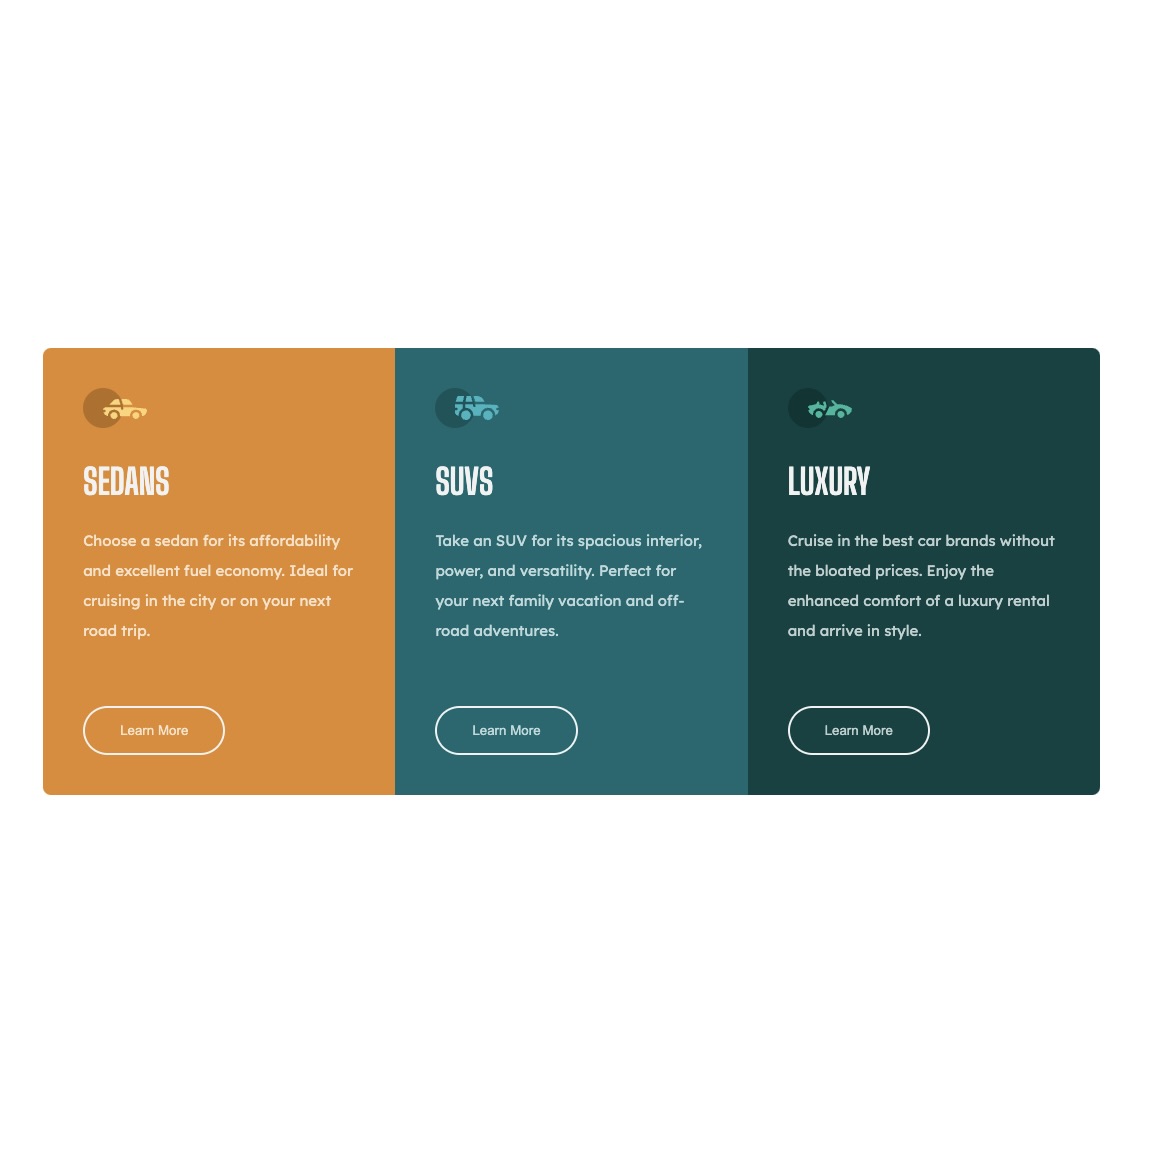 SEDANS
Choose a sedan for its affordability
and excellent fuel economy. Ideal for
cruising in the city or on your next
road trip.
Learn More
SUVS
Take an SUV for its spacious interior,
power, and versatility. Perfect for
your next family vacation and off-
road adventures.
Learn More
LUXURY
Cruise in the best car brands without
the bloated prices. Enjoy the
enhanced comfort of a luxury rental
and arrive in style.
Learn More